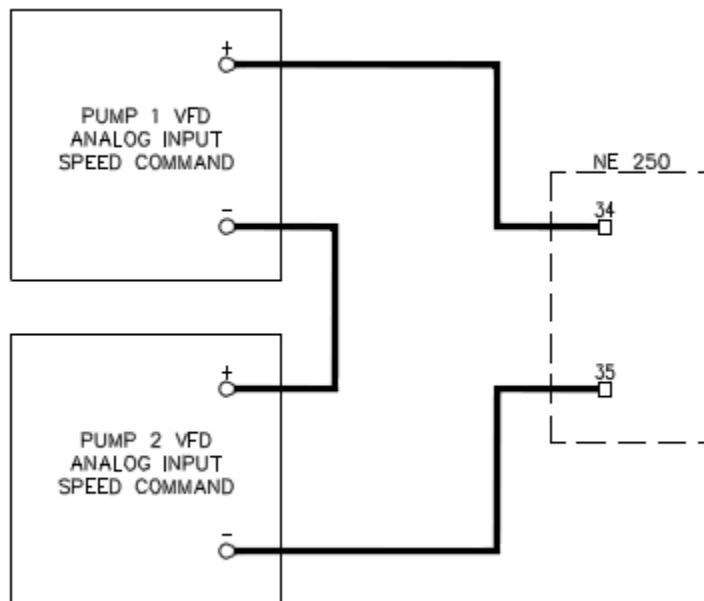 +
PUMP 1 VFD
ANALOG INPUT
SPEED COMMAND
-
NE 250
34
+
35
PUMP 2 VFD
ANALOG INPUT
SPEED COMMAND
-